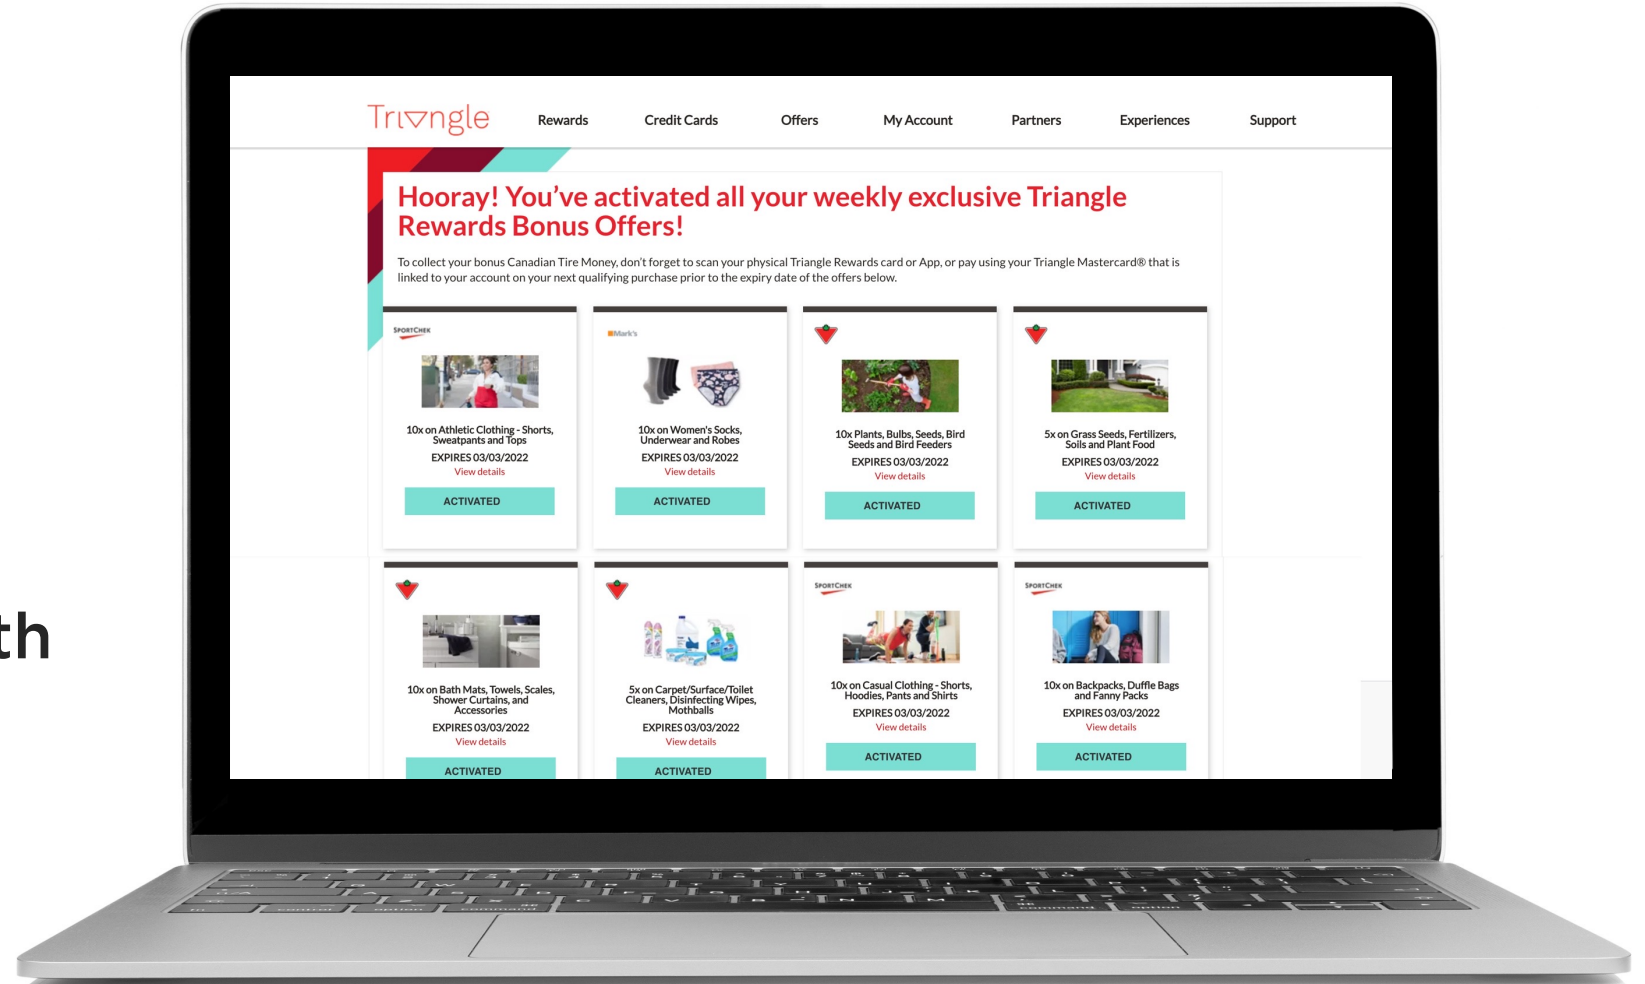 Triangle
Rewards
Credit Cards
Offers
My Account
Partners
Experiences
Support
Hooray! You've activated all your weekly exclusive Triangle
Rewards Bonus Offers!
To collect your bonus Canadian Tire Money, don't forget to scan your physical Triangle Rewards card or App, or pay using your Triangle Mastercard® that is
linked to your account on your next qualifying purchase prior to the expiry date of the offers below.
SPORTCHEK
10x on Athletic Clothing - Shorts,
Sweatpants and Tops
EXPIRES 03/03/2022
View details
ACTIVATED
Mark's
10x on Women's Socks,
Underwear and Robes
EXPIRES 03/03/2022
View details
ACTIVATED
10x Plants, Bulbs, Seeds, Bird
Seeds and Bird Feeders
EXPIRES 03/03/2022
View details
ACTIVATED
5x on Grass Seeds, Fertilizers,
Soils and Plant Food
EXPIRES 03/03/2022
View details
ACTIVATED
10x on Bath Mats, Towels, Scales,
Shower Curtains, and
Accessories
EXPIRES 03/03/2022
View details
ACTIVATED
5x on Carpet/Surface/Toilet
Cleaners, Disinfecting Wipes,
Mothballs
EXPIRES 03/03/2022
View details
ACTIVATED
SPORTCHEK
10x on Casual Clothing - Shorts,
Hoodies, Pants and Shirts
EXPIRES 03/03/2022
View details
ACTIVATED
SPORTCHEK
10x on Backpacks, Duffle Bags
and Fanny Packs
EXPIRES 03/03/2022
View details
ACTIVATED
th
control option command command option